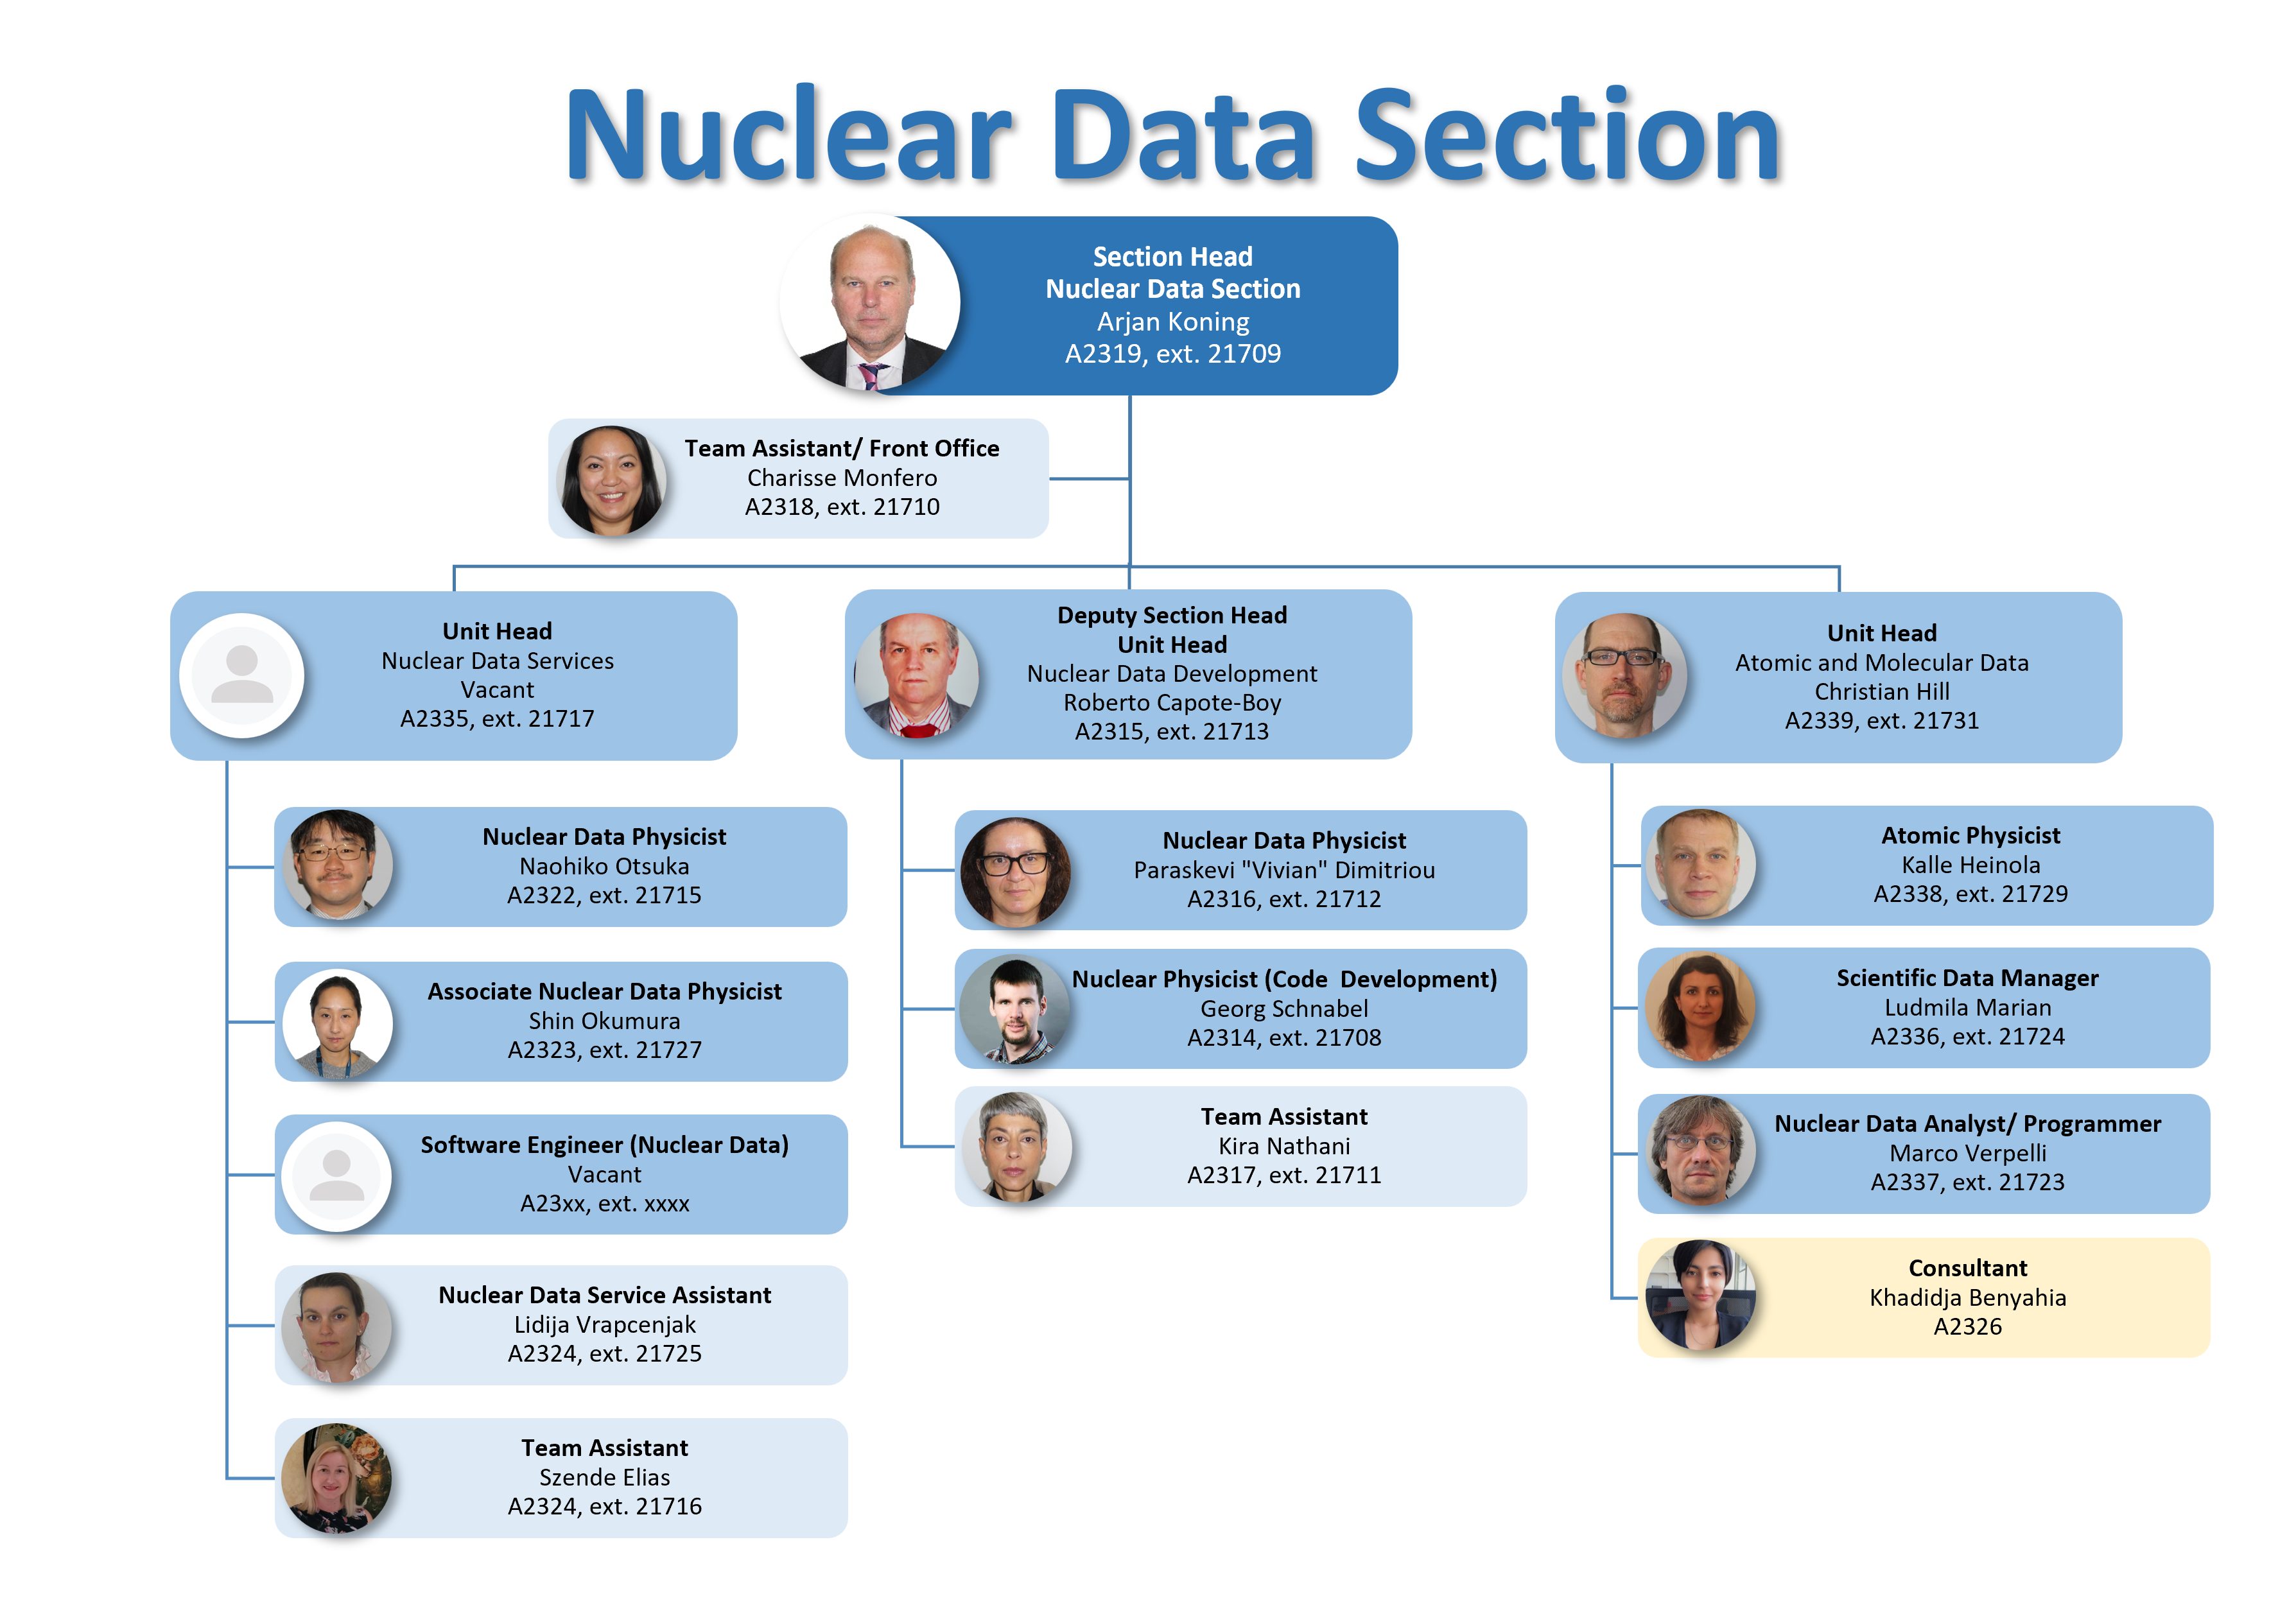 Nuclear Data Section
Section Head
Nuclear Data Section
Arjan Koning
A2319, ext. 21709
Team Assistant/ Front Office
Charisse Monfero
A2318, ext. 21710
Unit Head
Nuclear Data Services
Vacant
A2335, ext. 21717
Nuclear Data Physicist
Naohiko Otsuka
A2322, ext. 21715
Associate Nuclear Data Physicist
Shin Okumura
A2323, ext. 21727
Software Engineer (Nuclear Data)
Vacant
A23xx, ext. xxxx
Nuclear Data Service Assistant
Lidija Vrapcenjak
A2324, ext. 21725
Team Assistant
Szende Elias
A2324, ext. 21716
Deputy Section Head
Unit Head
Nuclear Data Development
Roberto Capote-Boy
A2315, ext. 21713
Nuclear Data Physicist
Paraskevi "Vivian" Dimitriou
A2316, ext. 21712
Nuclear Physicist (Code  Development)
Georg Schnabel
A2314, ext. 21708
Team Assistant
Kira Nathani
A2317, ext. 21711
Unit Head
Atomic and Molecular Data
Christian Hill
A2339, ext. 21731
Atomic Physicist
Kalle Heinola
A2338, ext. 21729
Scientific Data Manager
Ludmila Marian
A2336, ext. 21724
Nuclear Data Analyst/ Programmer
Marco Verpelli
A2337, ext. 21723
Consultant
Khadidja Benyahia
A2326